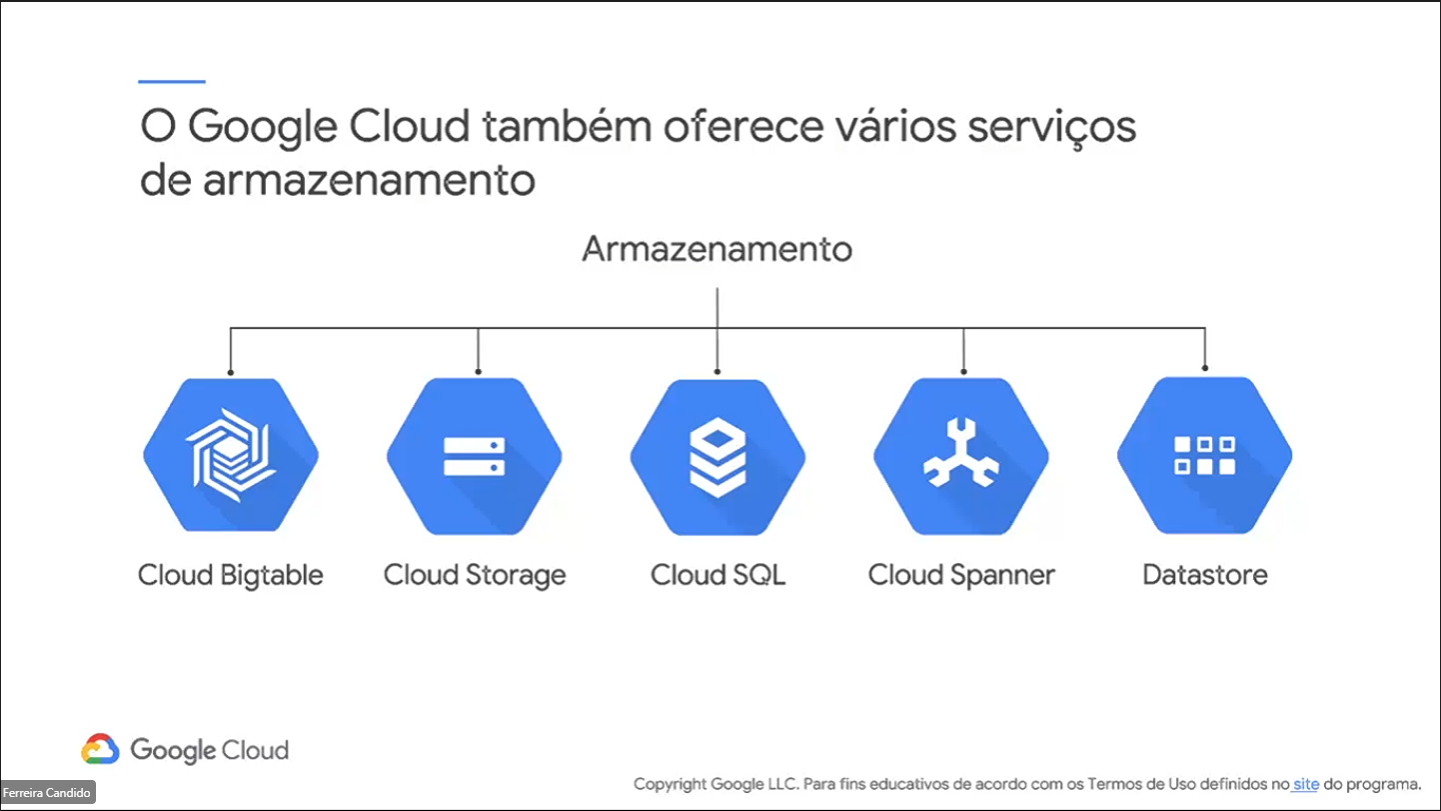 O Google Cloud também oferece vários serviços
de armazenamento
Armazenamento
Cloud Bigtable
Cloud Storage
Cloud SQL
Cloud Spanner
Datastore
Google Cloud
Ferreira Candido
Copyright Google LLC. Para fins educativos de acordo com os Termos de Uso definidos no site do programa.